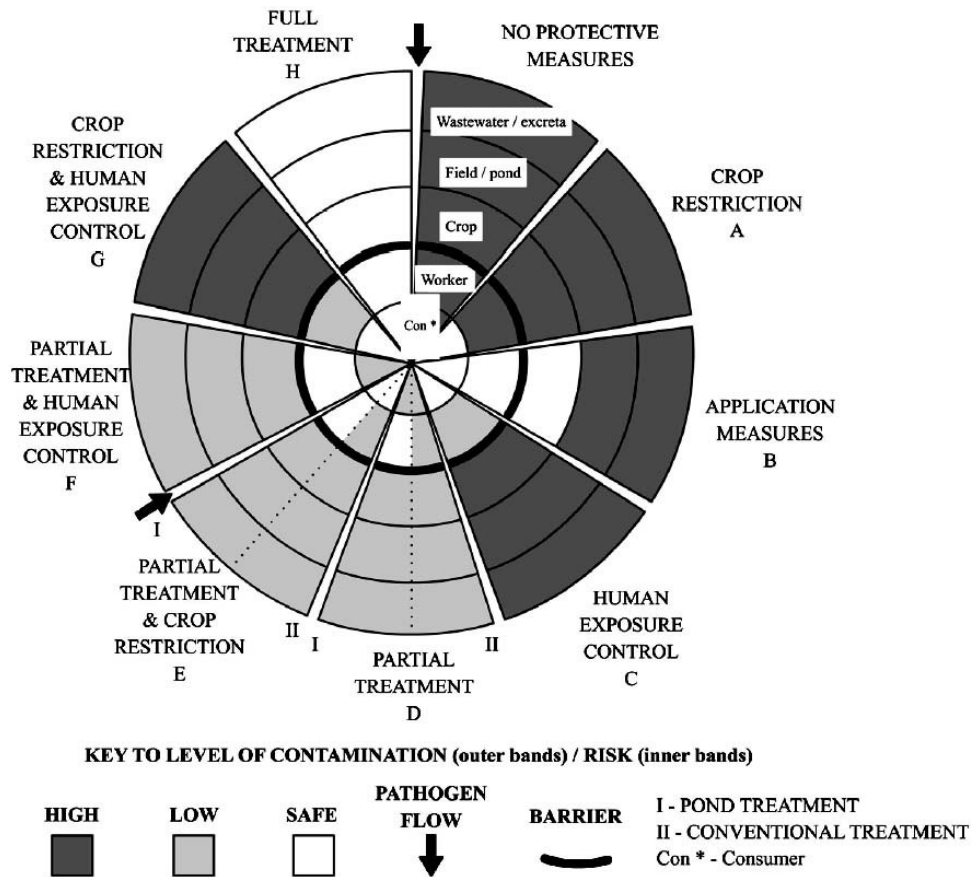 FULL
TREATMENT
H
NO PROTECTIVE
MEASURES
Wastewater / excreta
Field / pond
Crop
Worker
Con *
CROP
RESTRICTION
A
APPLICATION
MEASURES
B
HUMAN
EXPOSURE
CONTROL
C
II
PARTIAL
TREATMENT
D
I
II
PARTIAL
TREATMENT
& CROP
RESTRICTION
E
I
PARTIAL
TREATMENT
& HUMAN
EXPOSURE
CONTROL
F
CROP
RESTRICTION
& HUMAN
EXPOSURE
CONTROL
G
KEY TO LEVEL OF CONTAMINATION (outer bands) / RISK (inner bands)
HIGH
LOW
SAFE
PATHOGEN
FLOW
BARRIER
I - POND TREATMENT
II - CONVENTIONAL TREATMENT
Con * - Consumer